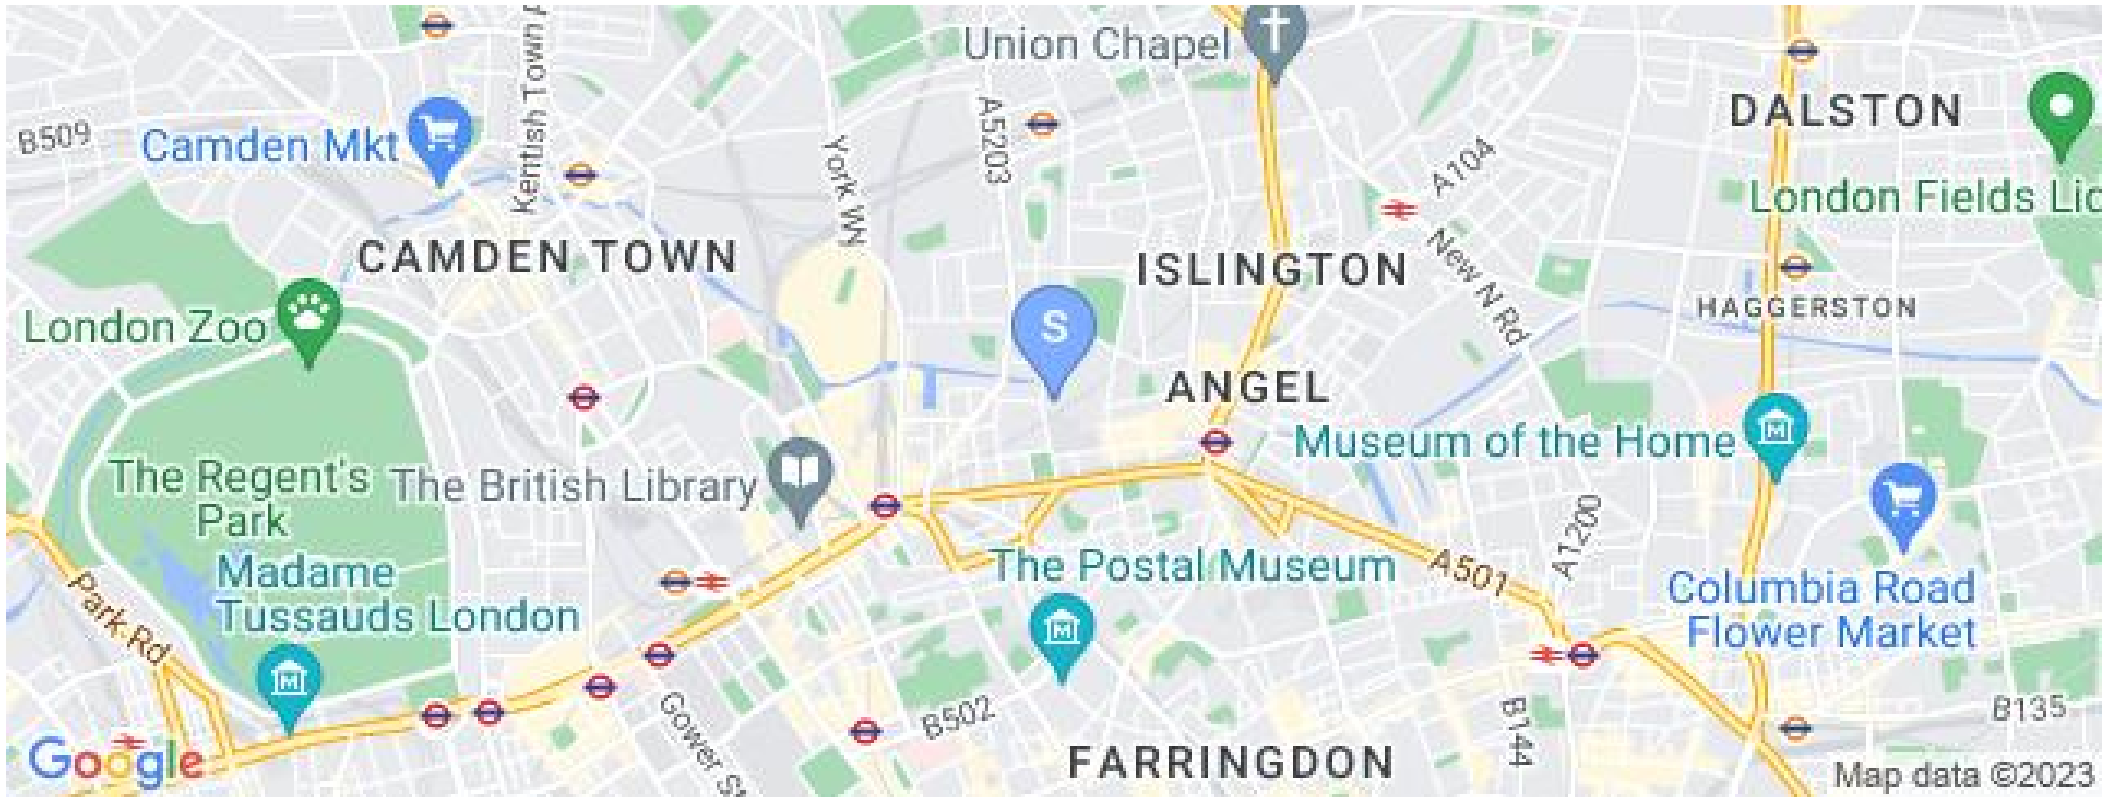 Union Chapel
Kentish Town
B509
Camden Mkt
A5203
DALSTON
York Wy
A104
London Fields Lid
CAMDEN TOWN
ISLINGTON
New N Rd
London Zoo
S
HAGGERSTON
ANGEL
Museum of the Home
The Regent's
Park
The British Library
A1200
Madame
Tussauds London
The Postal Museum
A501
Columbia Road
Flower Market
Park Rd
Gower St
B502
B144
B135
FARRINGDON
Google
Map data ©2023